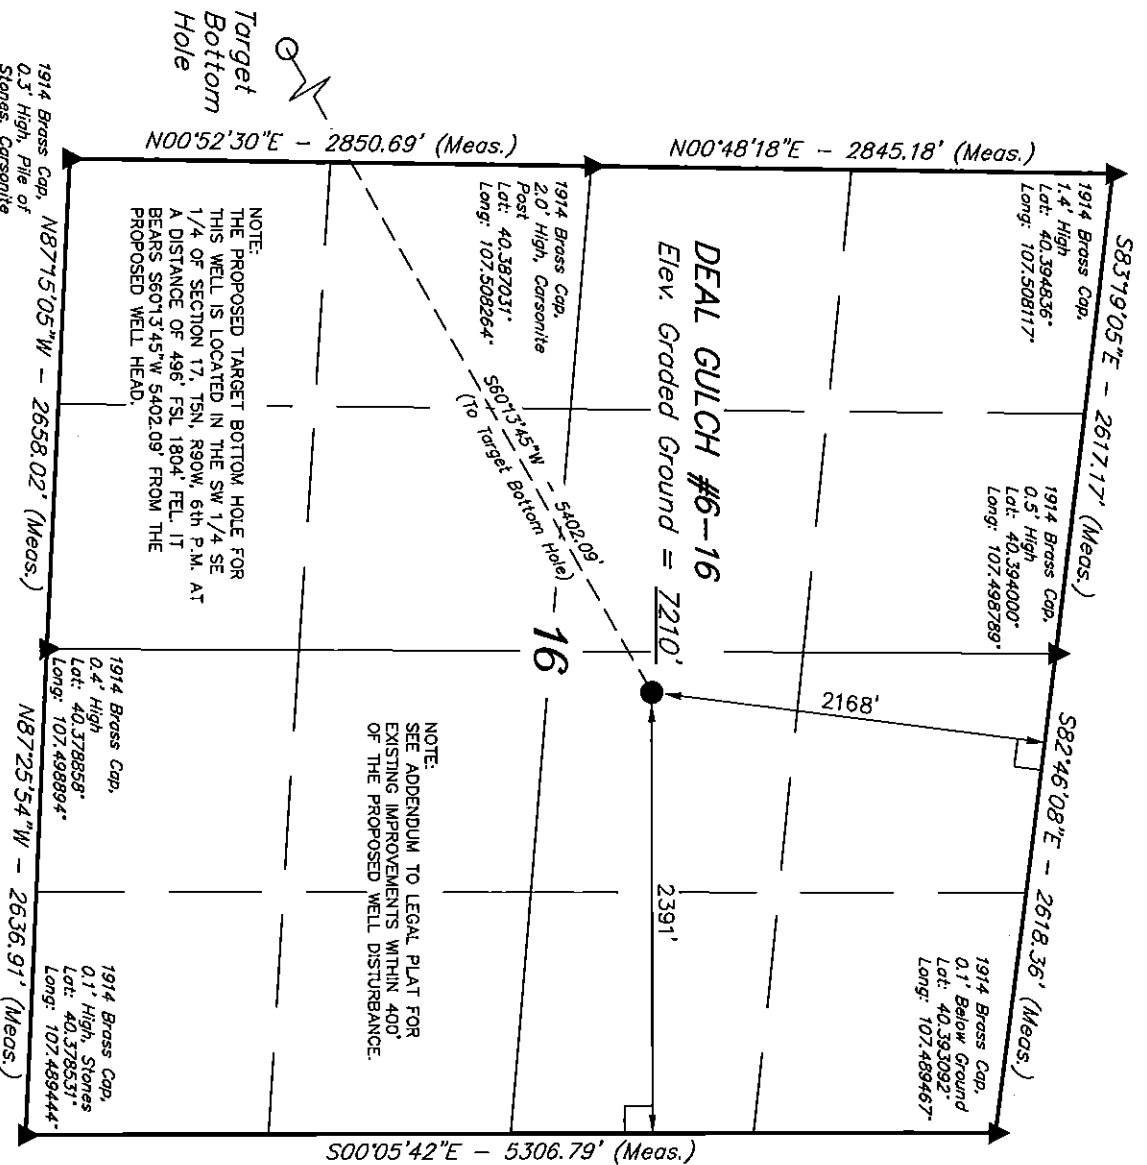 S83°19'05"E - 2617.17' (Meas.)
S82°46'08"E - 2618.36' (Meas.)
N00°48'18"E - 2845.18' (Meas.)
N00°52'30"E - 2850.69' (Meas.)
1914 Brass Cap,
1.4' High
Lat: 40.394836°
Long: 107.508117°
1914 Brass Cap,
0.5' High
Lat: 40.394000°
Long: 107.498789°
1914 Brass Cap,
0.1' Below Ground
Lat: 40.393092°
Long: 107.489467°
1914 Brass Cap,
2.0' High, Carsonite
Post
Lat: 40.387031°
Long: 107.508264°
DEAL GULCH #6-16
Elev. Graded Ground = 7210'
2168'
2391'
S60°13'45"W - 5402.09'
(To Target Bottom Hole)
16
Target
Bottom
Hole
NOTE:
THE PROPOSED TARGET BOTTOM HOLE FOR
THIS WELL IS LOCATED IN THE SW 1/4 SE
1/4 OF SECTION 17, T5N, R90W, 6th P.M. AT
A DISTANCE OF 496' FSL 1804' FEL. IT
BEARS S60°13'45"W 5402.09' FROM THE
PROPOSED WELL HEAD.
NOTE:
SEE ADDENDUM TO LEGAL PLAT FOR
EXISTING IMPROVEMENTS WITHIN 400'
OF THE PROPOSED WELL DISTURBANCE.
1914 Brass Cap,
0.3' High, Pile of
Stones, Carsonite
1914 Brass Cap,
0.4' High
Lat: 40.378858°
Long: 107.498894°
1914 Brass Cap,
0.1' High, Stones
Lat: 40.378531°
Long: 107.489444°
N87°15'05"W - 2658.02' (Meas.)
N87°25'54"W - 2636.91' (Meas.)
S00°05'42"E - 5306.79' (Meas.)